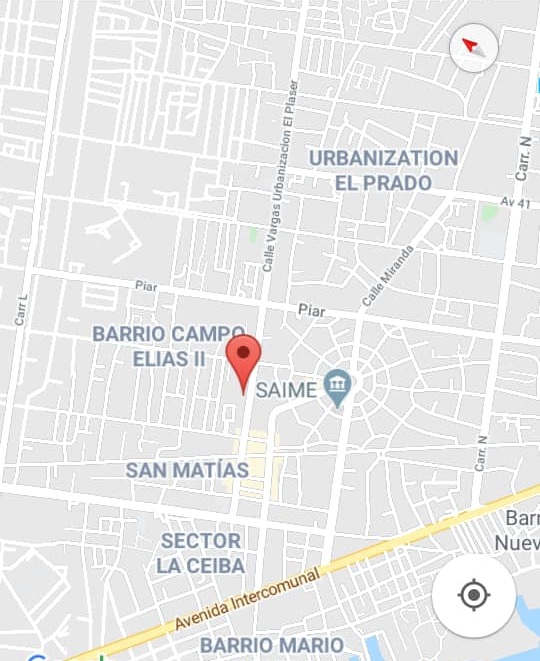 URBANIZATION
EL PRADO
Calle Vargas Urbanizacion El Plaser
Carr. N
Av 41
Calle Miranda
Piar
Piar
Carr L
BARRIO CAMPO
ELIAS II
SAIME
SAN MATÍAS
Carr. N
SECTOR
LA CEIBA
Barr
Nuev
Avenida Intercomunal
BARRIO MARIO